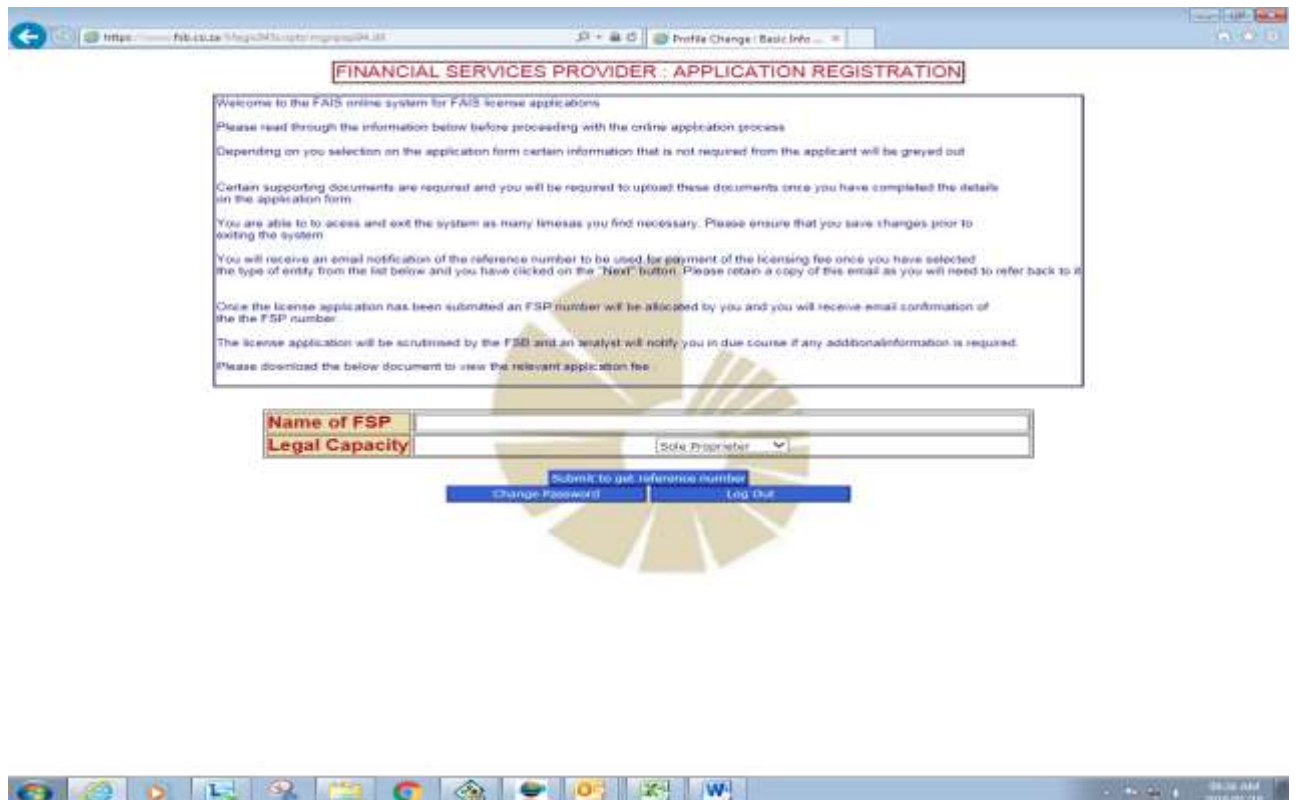 Profile Change : Basic Info ...
FINANCIAL SERVICES PROVIDER : APPLICATION REGISTRATION
Welcome to the FAIS online system for FAIS license applications
Please read through the information below before proceeding with the online application process
Depending on you selection on the application form certain information that is not required from the applicant will be greyed out
Certain supporting documents are required and you will be required to upload these documents once you have completed the details
on the application form
You are able to to acess and exit the system as many timesas you find necessary. Please ensure that you save changes prior to
exiting the system
You will receive an email notification of the reference number to be used for payment of the licensing fee once you have selected
the type of entity from the list below and you have clicked on the "Next" button. Please retain a copy of this email as you will need to refer back to it
Once the license application has been submitted an FSP number will be allocated by you and you will receive email confirmation of
the the FSP number
The license application will be scrutinised by the FSB and an analyst will notify you in due course if any additionalinformation is required.
Please download the below document to view the relevant application fee
Name of FSP
Legal Capacity
Sole Proprieter
Submit to get reference number
Change Password
Log Out